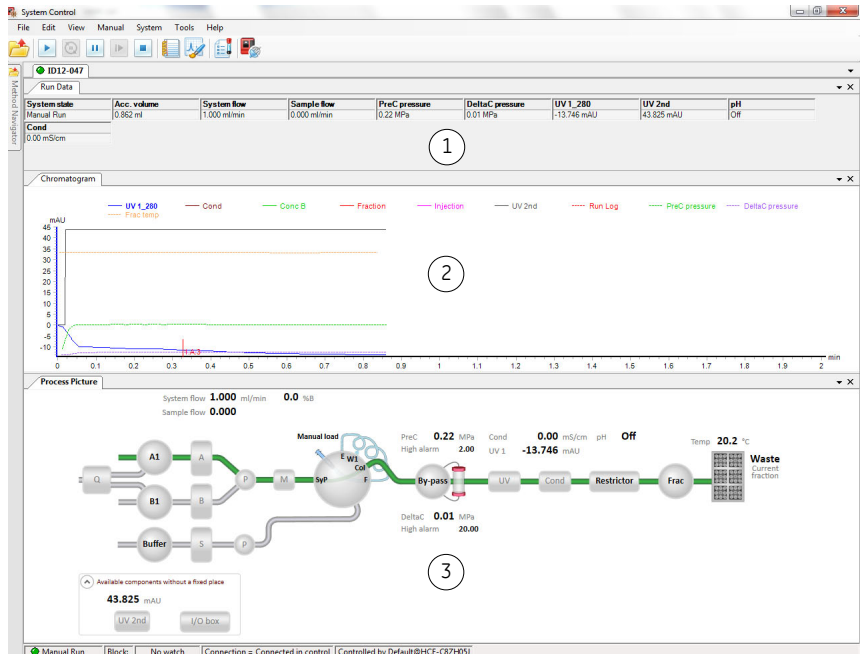 System Control
File Edit View Manual System Tools Help
ID12-047
Method Navigator
Run Data
System state Acc. volume System flow Sample flow PreC pressure DeltaC pressure UV 1_280 UV 2nd pH
Manual Run 0.862 ml 1.000 ml/min 0.000 ml/min 0.22 MPa 0.01 MPa -13.746 mAU 43.825 mAU Off
Cond
0.00 mS/cm
1
Chromatogram
UV 1_280 Cond Conc B Fraction Injection UV 2nd Run Log PreC pressure DeltaC pressure
Frac temp
mAU
45
40
35
30
25
20
15
10
5
0
-5
-10
2
0 0.1 0.2 0.3 0.4 0.5 0.6 0.7 0.8 0.9 1 1.1 1.2 1.3 1.4 1.5 1.6 1.7 1.8 1.9 2 min
Process Picture
System flow 1.000 ml/min 0.0 %B
Sample flow 0.000
Manual load
PreC 0.22 MPa Cond 0.00 mS/cm pH Off
High alarm 2.00 UV 1 -13.746 mAU
Temp 20.2 °C
Q A1 A P M SyP E W1 Col F By-pass UV Cond Restrictor Frac
Waste
Current
fraction
B1 B
DeltaC 0.01 MPa
High alarm 20.00
Buffer S P
3
Available components without a fixed place
43.825 mAU
UV 2nd I/O box
Manual Run Block: No watch Connection = Connected in control Controlled by Default@HCE-C8ZH05J